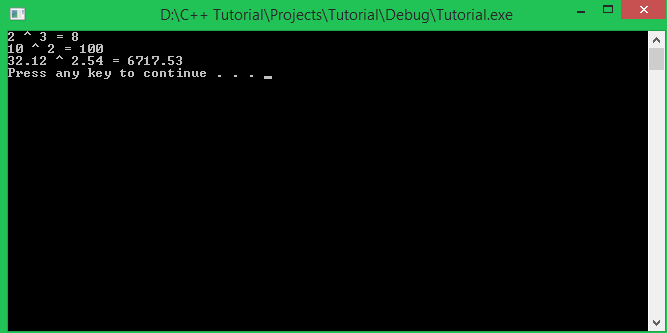 D:\C++ Tutorial\Projects\Tutorial\Debug\Tutorial.exe
2 ^ 3 = 8
10 ^ 2 = 100
32.12 ^ 2.54 = 6717.53
Press any key to continue . . . _